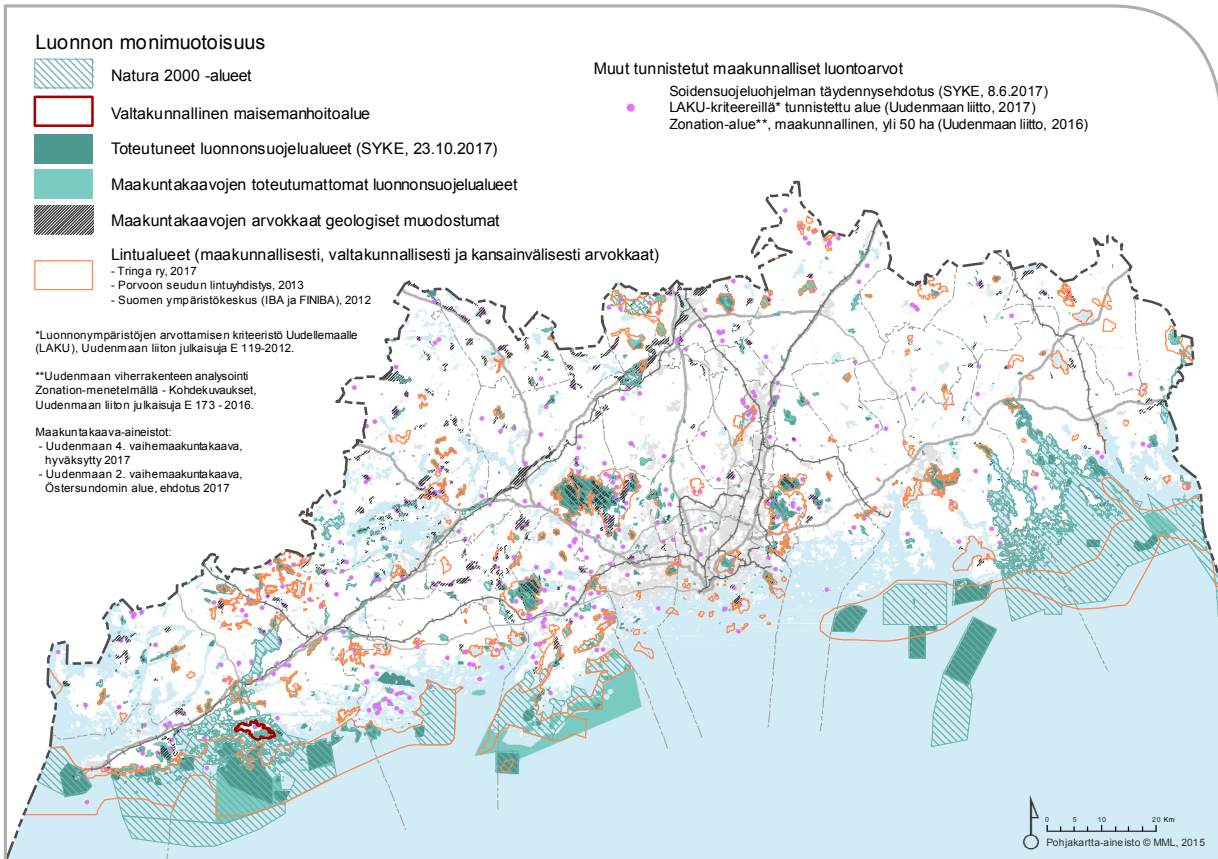 Luonnon monimuotoisuus
Natura 2000 -alueet
Valtakunnallinen maisemanhoitoalue
Toteutuneet luonnonsuojelualueet (SYKE, 23.10.2017)
Maakuntakaavojen toteutumattomat luonnonsuojelualueet
Maakuntakaavojen arvokkaat geologiset muodostumat
Lintualueet (maakunnallisesti, valtakunnallisesti ja kansainvälisesti arvokkaat)
- Tringa ry, 2017
- Porvoon seudun lintuyhdistys, 2013
- Suomen ympäristökeskus (IBA ja FINIBA), 2012
*Luonnonympäristöjen arvottamisen kriteeristö Uudellemaalle
(LAKU), Uudenmaan liiton julkaisuja E 119-2012.
**Uudenmaan viherrakenteen analysointi
Zonation-menetelmällä - Kohdekuvaukset,
Uudenmaan liiton julkaisuja E 173 - 2016.
Maakuntakaava-aineistot:
- Uudenmaan 4. vaihemaakuntakaava,
hyväksytty 2017
- Uudenmaan 2. vaihemaakuntakaava,
Östersundomin alue, ehdotus 2017
Muut tunnistetut maakunnalliset luontoarvot
Soidensuojeluohjelman täydennysehdotus (SYKE, 8.6.2017)
LAKU-kriteereillä* tunnistettu alue (Uudenmaan liitto, 2017)
Zonation-alue**, maakunnallinen, yli 50 ha (Uudenmaan liitto, 2016)
0 5 10 20 Km
Pohjakartta-aineisto © MML, 2015